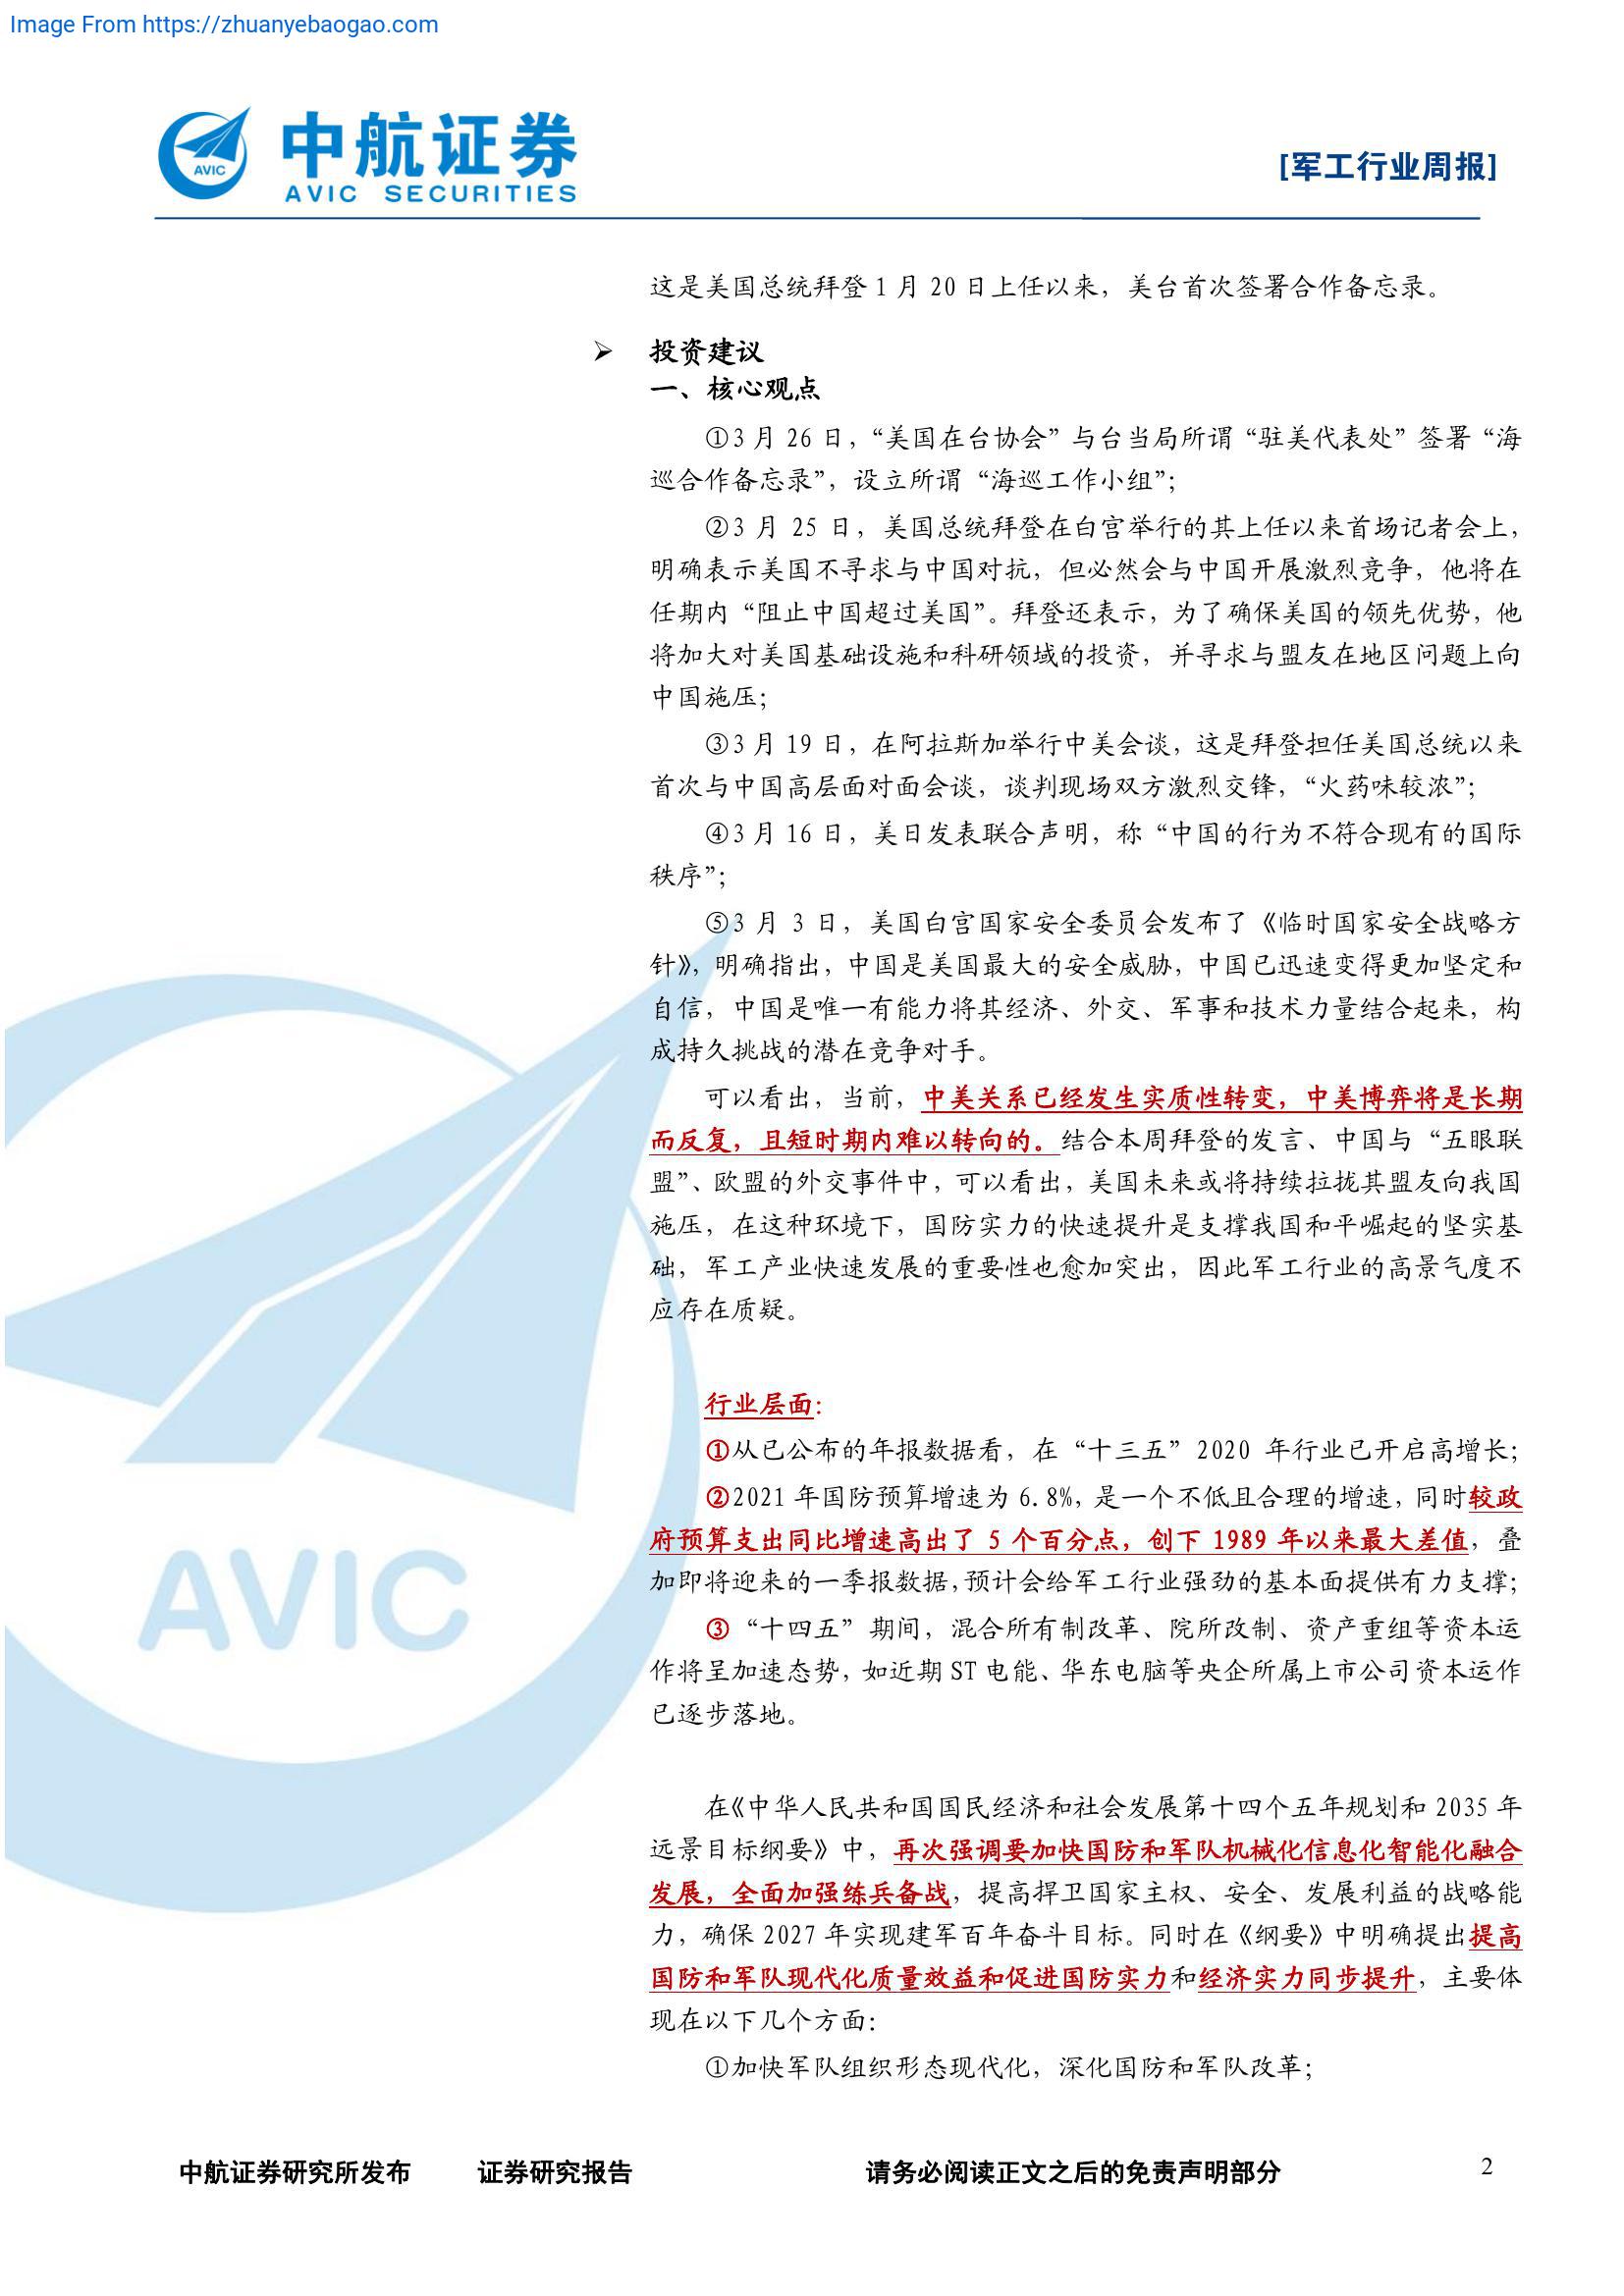 Image From https://zhuanyebaogao.com
中航证券
AVIC SECURITIES
AVIC
[军工行业周报]
这是美国总统拜登 1 月 20 日上任以来，美台首次签署合作备忘录。
➢ 投资建议
一、核心观点
①3 月 26 日，“美国在台协会”与台当局所谓“驻美代表处”签署“海
巡合作备忘录”，设立所谓“海巡工作小组”；
②3 月 25 日，美国总统拜登在白宫举行的其上任以来首场记者会上，
明确表示美国不寻求与中国对抗，但必然会与中国开展激烈竞争，他将在
任期内“阻止中国超过美国”。拜登还表示，为了确保美国的领先优势，他
将加大对美国基础设施和科研领域的投资，并寻求与盟友在地区问题上向
中国施压；
③3 月 19 日，在阿拉斯加举行中美会谈，这是拜登担任美国总统以来
首次与中国高层面对面会谈，谈判现场双方激烈交锋，“火药味较浓”；
④3 月 16 日，美日发表联合声明，称“中国的行为不符合现有的国际
秩序”；
⑤3 月 3 日，美国白宫国家安全委员会发布了《临时国家安全战略方
针》，明确指出，中国是美国最大的安全威胁，中国已迅速变得更加坚定和
自信，中国是唯一有能力将其经济、外交、军事和技术力量结合起来，构
成持久挑战的潜在竞争对手。
可以看出，当前，中美关系已经发生实质性转变，中美博弈将是长期
而反复，且短时期内难以转向的。结合本周拜登的发言、中国与“五眼联
盟”、欧盟的外交事件中，可以看出，美国未来或将持续拉拢其盟友向我国
施压，在这种环境下，国防实力的快速提升是支撑我国和平崛起的坚实基
础，军工产业快速发展的重要性也愈加突出，因此军工行业的高景气度不
应存在质疑。
行业层面：
①从已公布的年报数据看，在“十三五”2020 年行业已开启高增长；
②2021 年国防预算增速为 6.8%，是一个不低且合理的增速，同时较政
府预算支出同比增速高出了 5 个百分点，创下 1989 年以来最大差值，叠
加即将迎来的一季报数据，预计会给军工行业强劲的基本面提供有力支撑；
③“十四五”期间，混合所有制改革、院所改制、资产重组等资本运
作将呈加速态势，如近期 ST 电能、华东电脑等央企所属上市公司资本运作
已逐步落地。
在《中华人民共和国国民经济和社会发展第十四个五年规划和 2035 年
远景目标纲要》中，再次强调要加快国防和军队机械化信息化智能化融合
发展，全面加强练兵备战，提高捍卫国家主权、安全、发展利益的战略能
力，确保 2027 年实现建军百年奋斗目标。同时在《纲要》中明确提出提高
国防和军队现代化质量效益和促进国防实力和经济实力同步提升，主要体
现在以下几个方面：
①加快军队组织形态现代化，深化国防和军队改革；
AVIC
中航证券研究所发布 证券研究报告 请务必阅读正文之后的免责声明部分 2